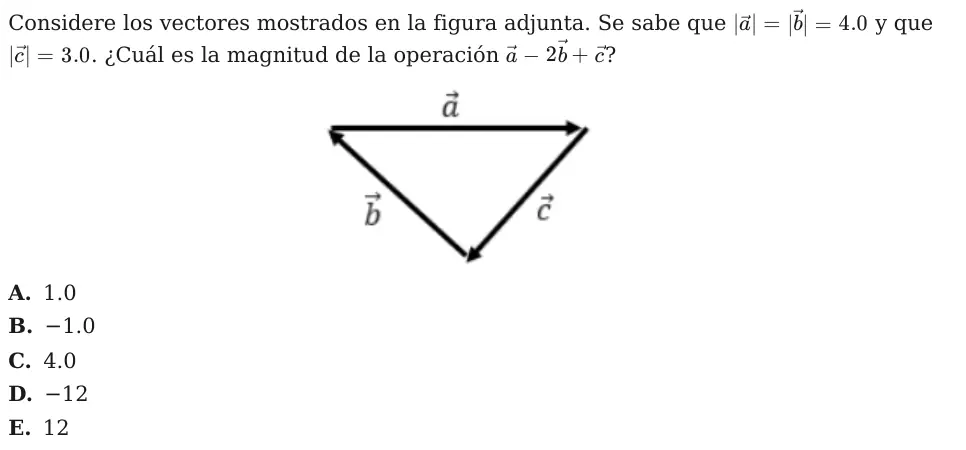 Considere los vectores mostrados en la figura adjunta. Se sabe que |a⃗| = |b⃗| = 4.0 y que
|c⃗| = 3.0. ¿Cuál es la magnitud de la operación a⃗ − 2b⃗ + c⃗?
a⃗
b⃗
c⃗
A. 1.0
B. −1.0
C. 4.0
D. −12
E. 12